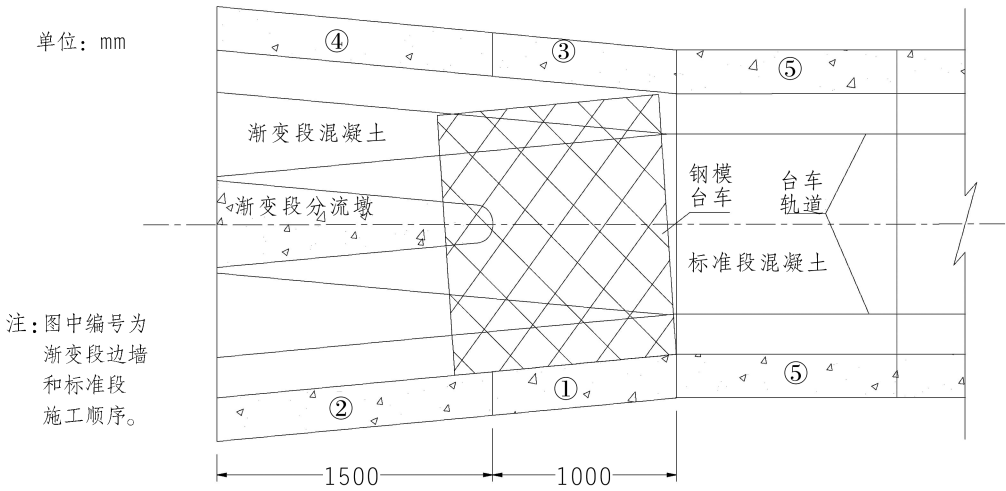 单位：mm
④
③
⑤
渐变段混凝土
钢模
台车
台车
轨道
渐变段分流墩
标准段混凝土
注：图中编号为
渐变段边墙
和标准段
施工顺序。
②
①
⑤
1500
1000